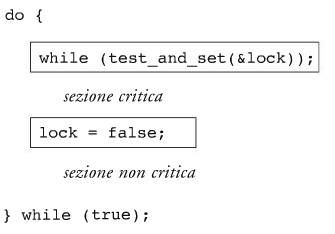 do {
while (test_and_set(&lock));
sezione critica
lock = false;
sezione non critica
} while (true);